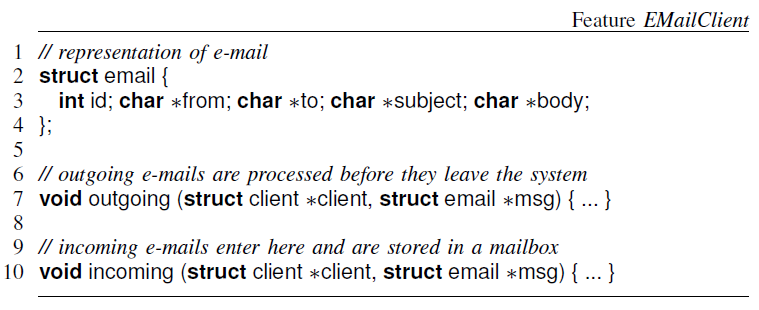 Feature EMailClient
1 // representation of e-mail
2 struct email {
3 int id; char *from; char *to; char *subject; char *body;
4 };
5
6 // outgoing e-mails are processed before they leave the system
7 void outgoing (struct client *client, struct email *msg) { ... }
8
9 // incoming e-mails enter here and are stored in a mailbox
10 void incoming (struct client *client, struct email *msg) { ... }